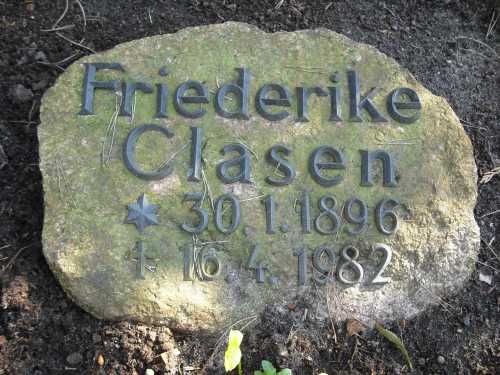 Friederike
Clasen
* 30.1.1896
† 16.4.1982